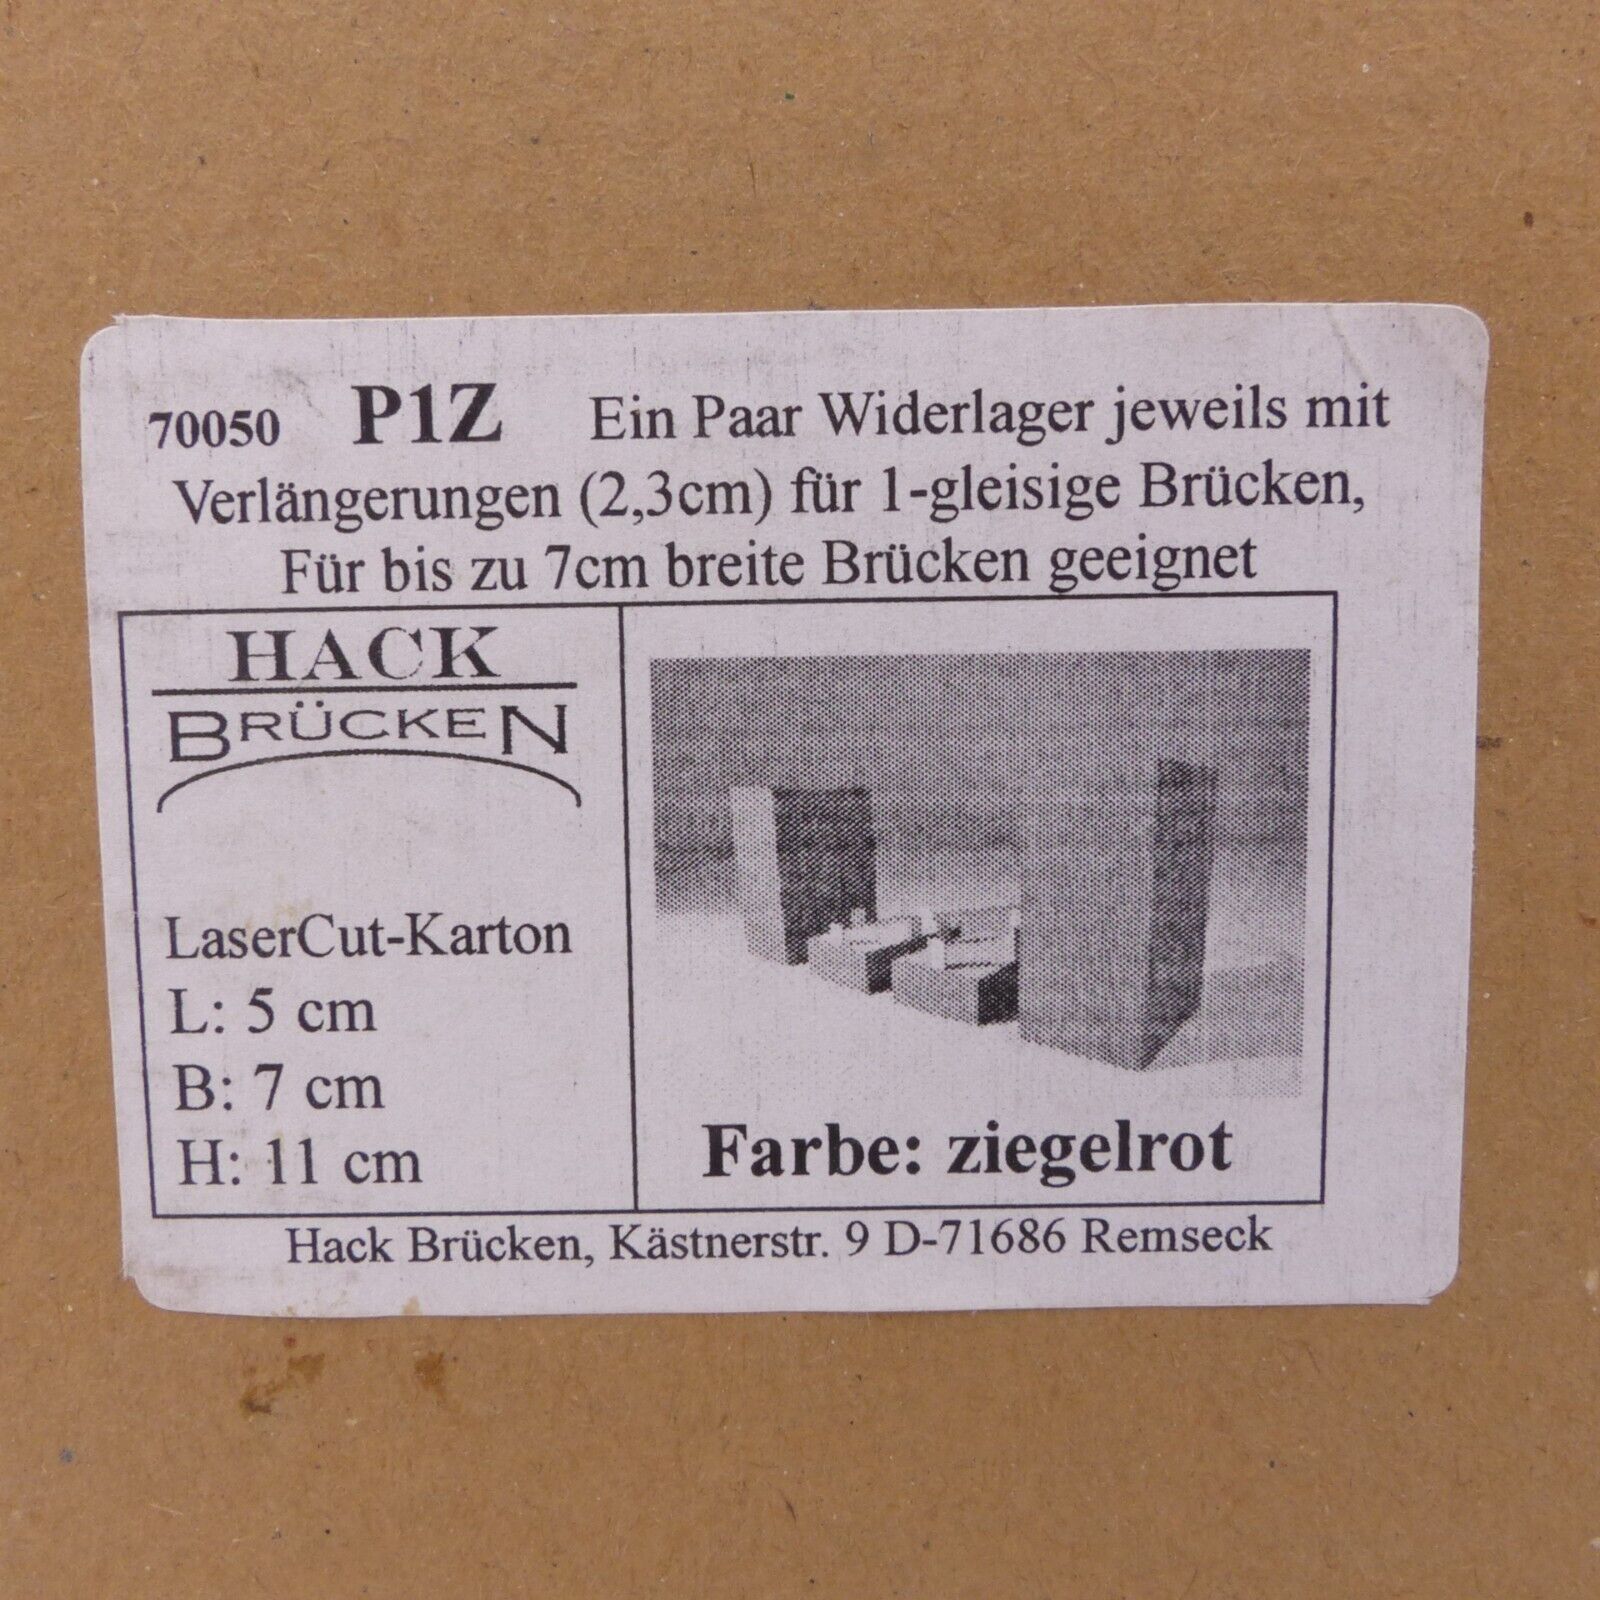 70050 P1Z Ein Paar Widerlager jeweils mit
Verlängerungen (2,3cm) für 1-gleisige Brücken,
Für bis zu 7cm breite Brücken geeignet
HACK
BRÜCKEN
LaserCut-Karton
L: 5 cm
B: 7 cm
H: 11 cm
Farbe: ziegelrot
Hack Brücken, Kästnerstr. 9 D-71686 Remseck